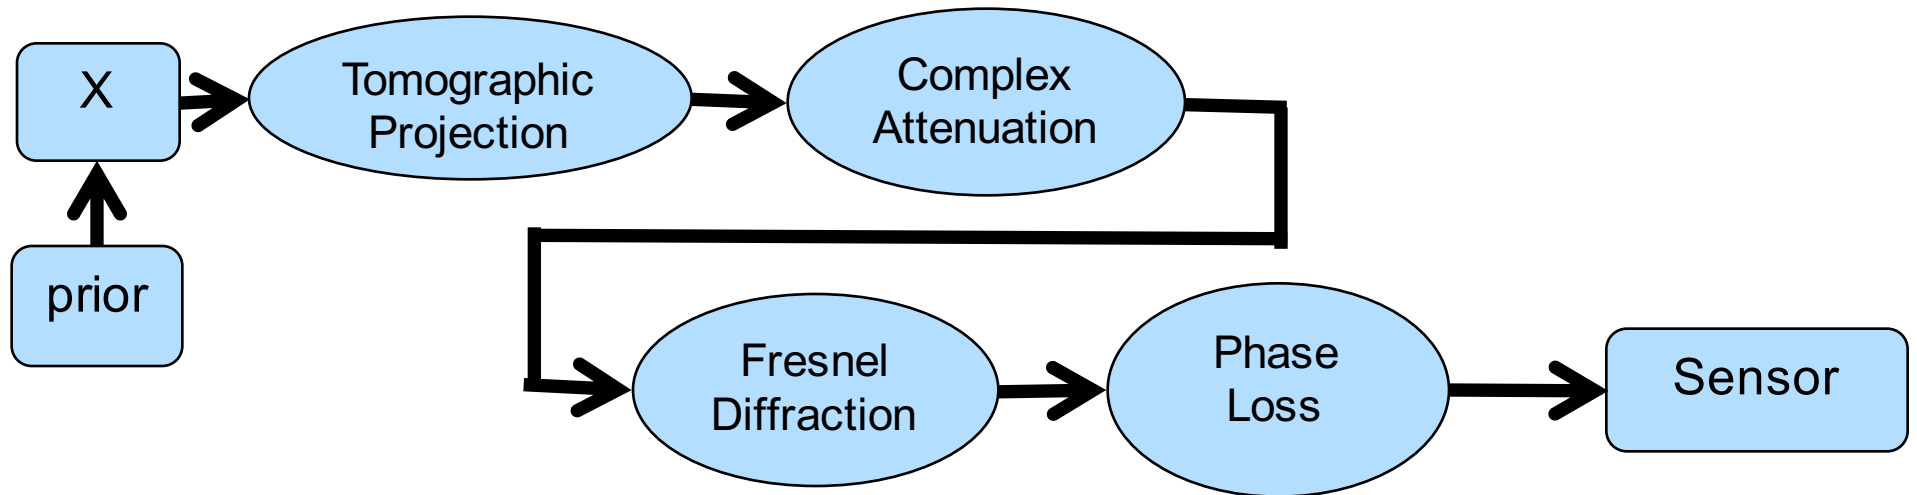 X
Tomographic
Projection
Complex
Attenuation
prior
Fresnel
Diffraction
Phase
Loss
Sensor